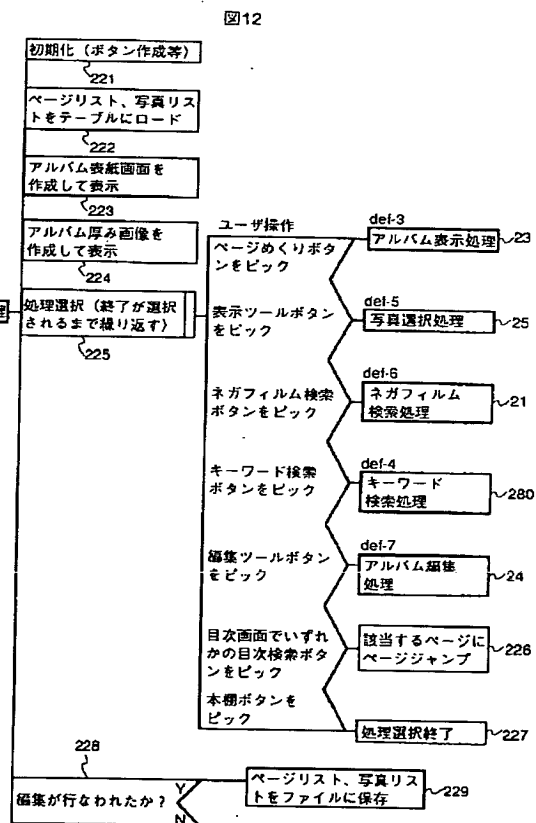 図12
初期化（ボタン作成等）
221
ページリスト、写真リス
トをテーブルにロード
222
アルバム表紙画面を
作成して表示
223
アルバム厚み画像を
作成して表示
224
理
処理選択（終了が選択
されるまで繰り返す）
225
ユーザ操作
ページめくりボタ
ンをピック
def-3
アルバム表示処理
23
表示ツールボタン
をピック
def-5
写真選択処理
25
ネガフィルム検索
ボタンをピック
def-6
ネガフィルム
検索処理
21
キーワード検索
ボタンをピック
def-4
キーワード
検索処理
280
編集ツールボタン
をピック
def-7
アルバム編集
処理
24
目次画面でいずれ
かの目次検索ボタ
ンをピック
該当するページに
ページジャンプ
226
本棚ボタンを
ピック
処理選択終了
227
228
編集が行なわれたか？
Y
N
ページリスト、写真リス
トをファイルに保存
229